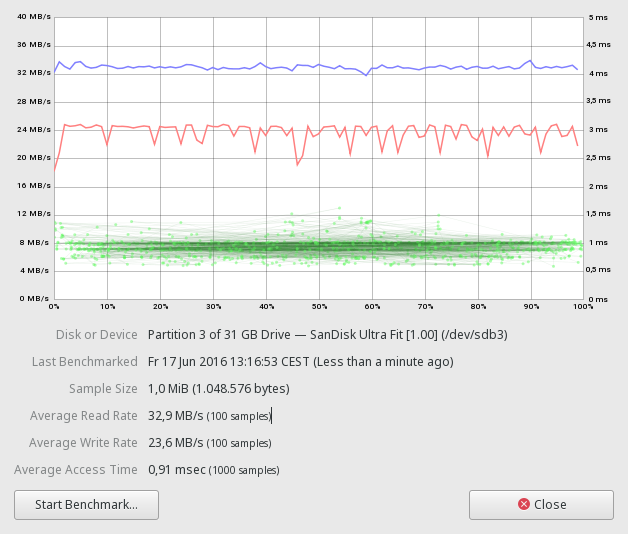 40 MB/s 5 ms
36 MB/s 4,5 ms
32 MB/s 4 ms
28 MB/s 3,5 ms
24 MB/s 3 ms
20 MB/s 2,5 ms
16 MB/s 2 ms
12 MB/s 1,5 ms
8 MB/s 1 ms
4 MB/s 0,5 ms
0 MB/s 0 ms
0% 10% 20% 30% 40% 50% 60% 70% 80% 90% 100%
Disk or Device Partition 3 of 31 GB Drive — SanDisk Ultra Fit [1.00] (/dev/sdb3)
Last Benchmarked Fr 17 Jun 2016 13:16:53 CEST (Less than a minute ago)
Sample Size 1,0 MiB (1.048.576 bytes)
Average Read Rate 32,9 MB/s (100 samples)
Average Write Rate 23,6 MB/s (100 samples)
Average Access Time 0,91 msec (1000 samples)
Start Benchmark... Close